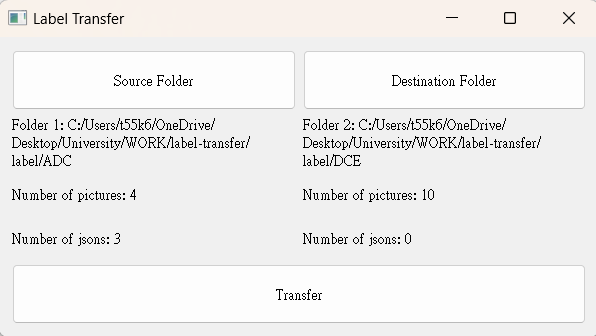 Label Transfer
Source Folder
Destination Folder
Folder 1: C:/Users/t55k6/OneDrive/
Desktop/University/WORK/label-transfer/
label/ADC
Folder 2: C:/Users/t55k6/OneDrive/
Desktop/University/WORK/label-transfer/
label/DCE
Number of pictures: 4
Number of pictures: 10
Number of jsons: 3
Number of jsons: 0
Transfer